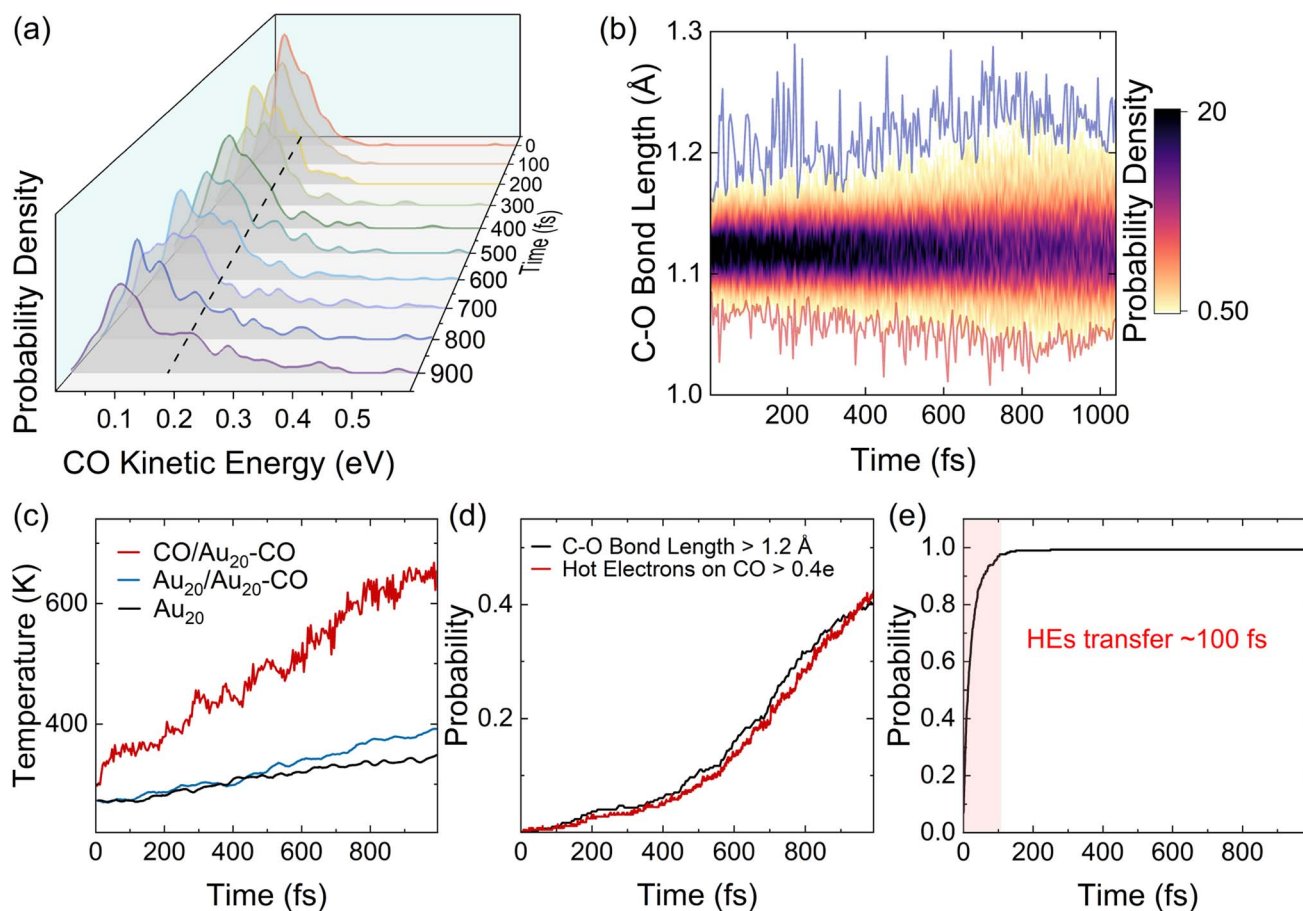 (a)
Probability Density
0
100
200
300
400
500
600
700
800
900
Time (fs)
0.1 0.2 0.3 0.4 0.5
CO Kinetic Energy (eV)
(b)
1.3
1.2
1.1
1.0
C-O Bond Length (Å)
200 400 600 800 1000
Time (fs)
Probability Density
20
0.50
(c)
CO/Au20-CO
Au20/Au20-CO
Au20
600
400
Temperature (K)
0 200 400 600 800
Time (fs)
(d)
C-O Bond Length > 1.2 Å
Hot Electrons on CO > 0.4e
0.4
0.2
Probability
0 200 400 600 800
Time (fs)
(e)
1.0
0.8
0.6
0.4
0.2
0.0
Probability
HEs transfer ~100 fs
0 200 400 600 800
Time (fs)